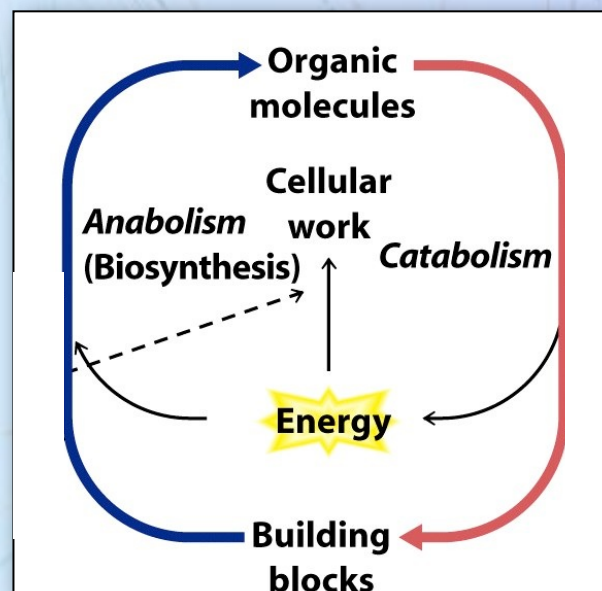 Organic
molecules
Cellular
work
Anabolism
(Biosynthesis)
Catabolism
Energy
Building
blocks